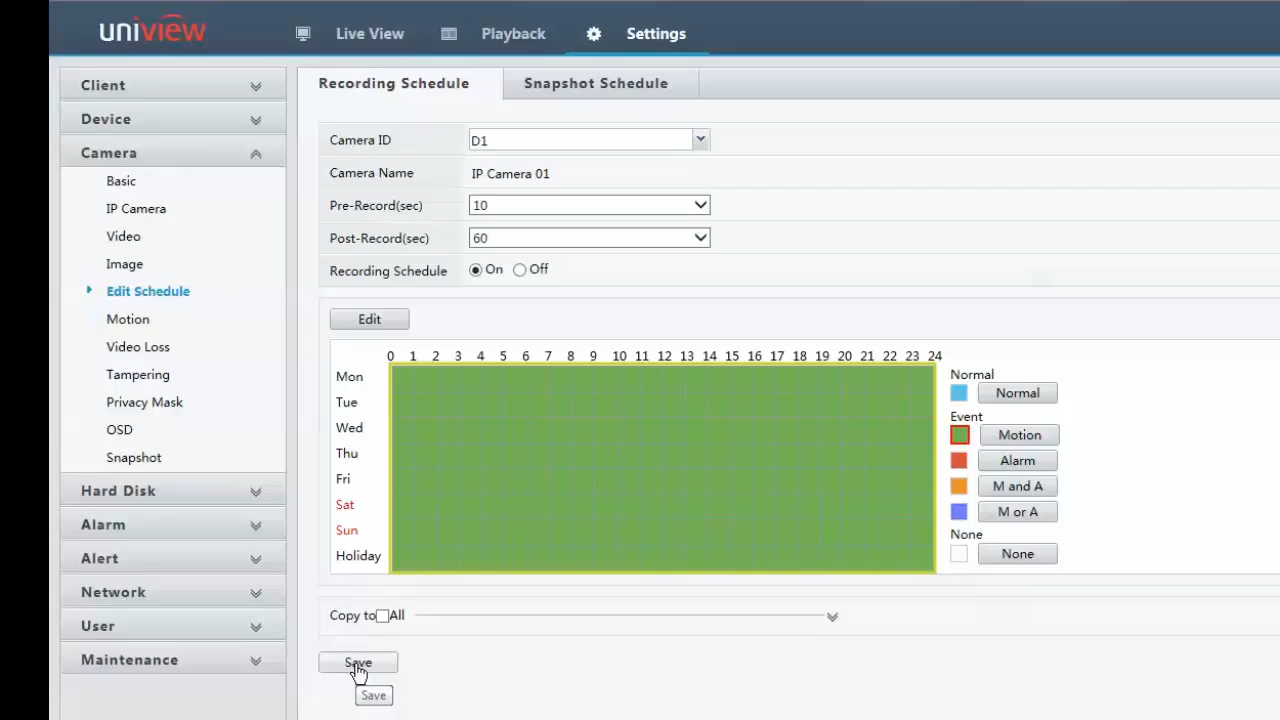 uniview
Live View
Playback
Settings
Client
Device
Camera
Basic
IP Camera
Video
Image
Edit Schedule
Motion
Video Loss
Tampering
Privacy Mask
OSD
Snapshot
Hard Disk
Alarm
Alert
Network
User
Maintenance
Recording Schedule
Snapshot Schedule
Camera ID D1
Camera Name IP Camera 01
Pre-Record(sec) 10
Post-Record(sec) 60
Recording Schedule On Off
Edit
0 1 2 3 4 5 6 7 8 9 10 11 12 13 14 15 16 17 18 19 20 21 22 23 24
Mon
Tue
Wed
Thu
Fri
Sat
Sun
Holiday
Normal
Normal
Event
Motion
Alarm
M and A
M or A
None
None
Copy to All
Save
Save